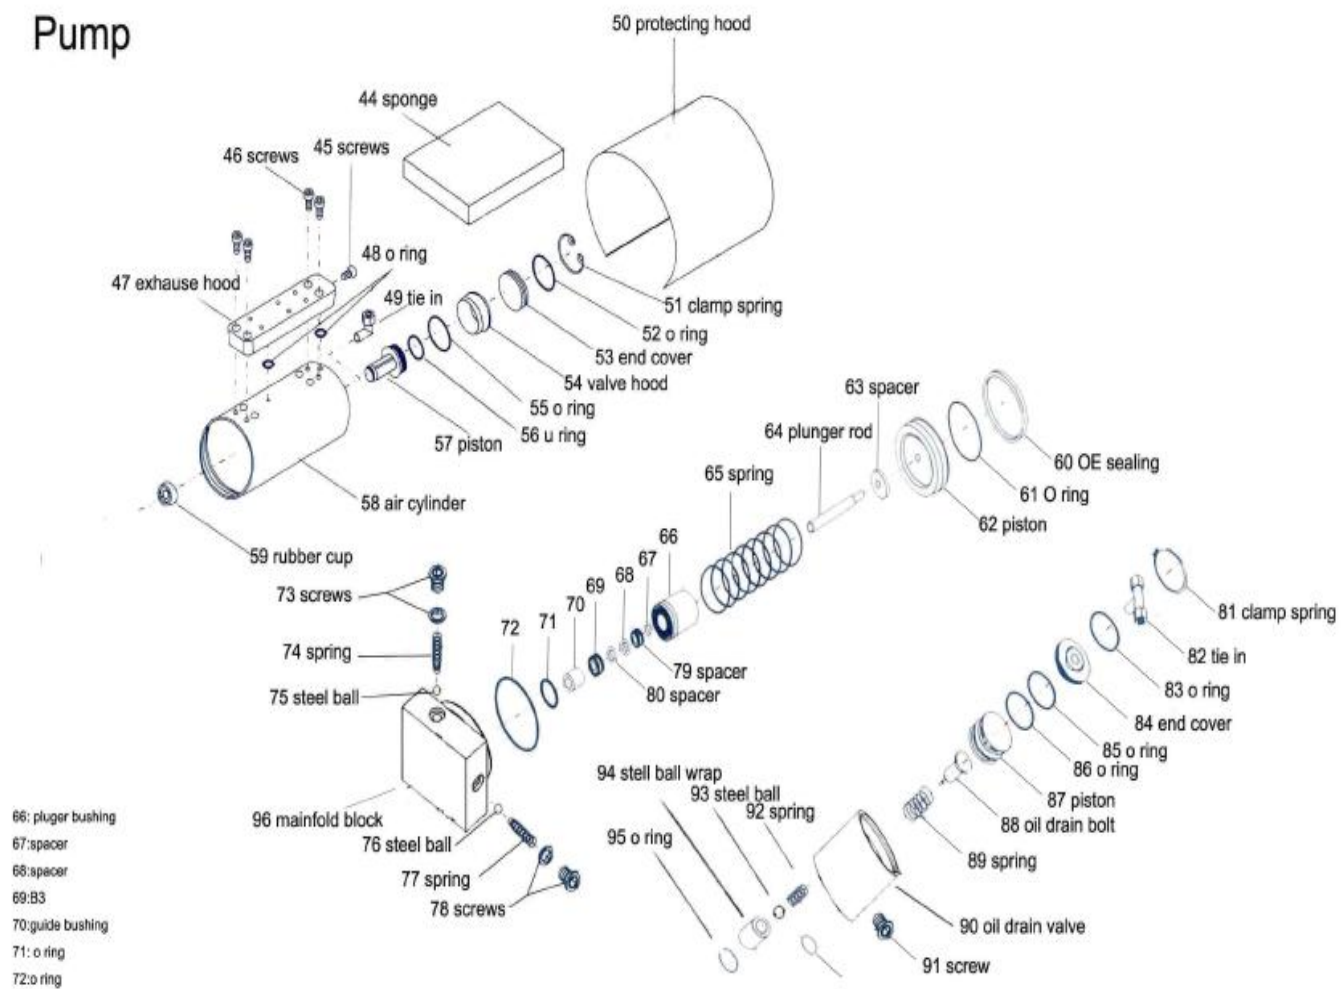 Pump
50 protecting hood
44 sponge
45 screws
46 screws
48 o ring
47 exhause hood
49 tie in
51 clamp spring
52 o ring
53 end cover
54 valve hood
55 o ring
56 u ring
57 piston
58 air cylinder
59 rubber cup
63 spacer
64 plunger rod
60 OE sealing
61 O ring
62 piston
65 spring
66
67
68
69
70
71
72
73 screws
74 spring
75 steel ball
79 spacer
80 spacer
81 clamp spring
82 tie in
83 o ring
84 end cover
85 o ring
86 o ring
87 piston
88 oil drain bolt
89 spring
94 stell ball wrap
93 steel ball
92 spring
95 o ring
96 mainfold block
76 steel ball
77 spring
78 screws
90 oil drain valve
91 screw
66: pluger bushing
67:spacer
68:spacer
69:B3
70:guide bushing
71: o ring
72:o ring